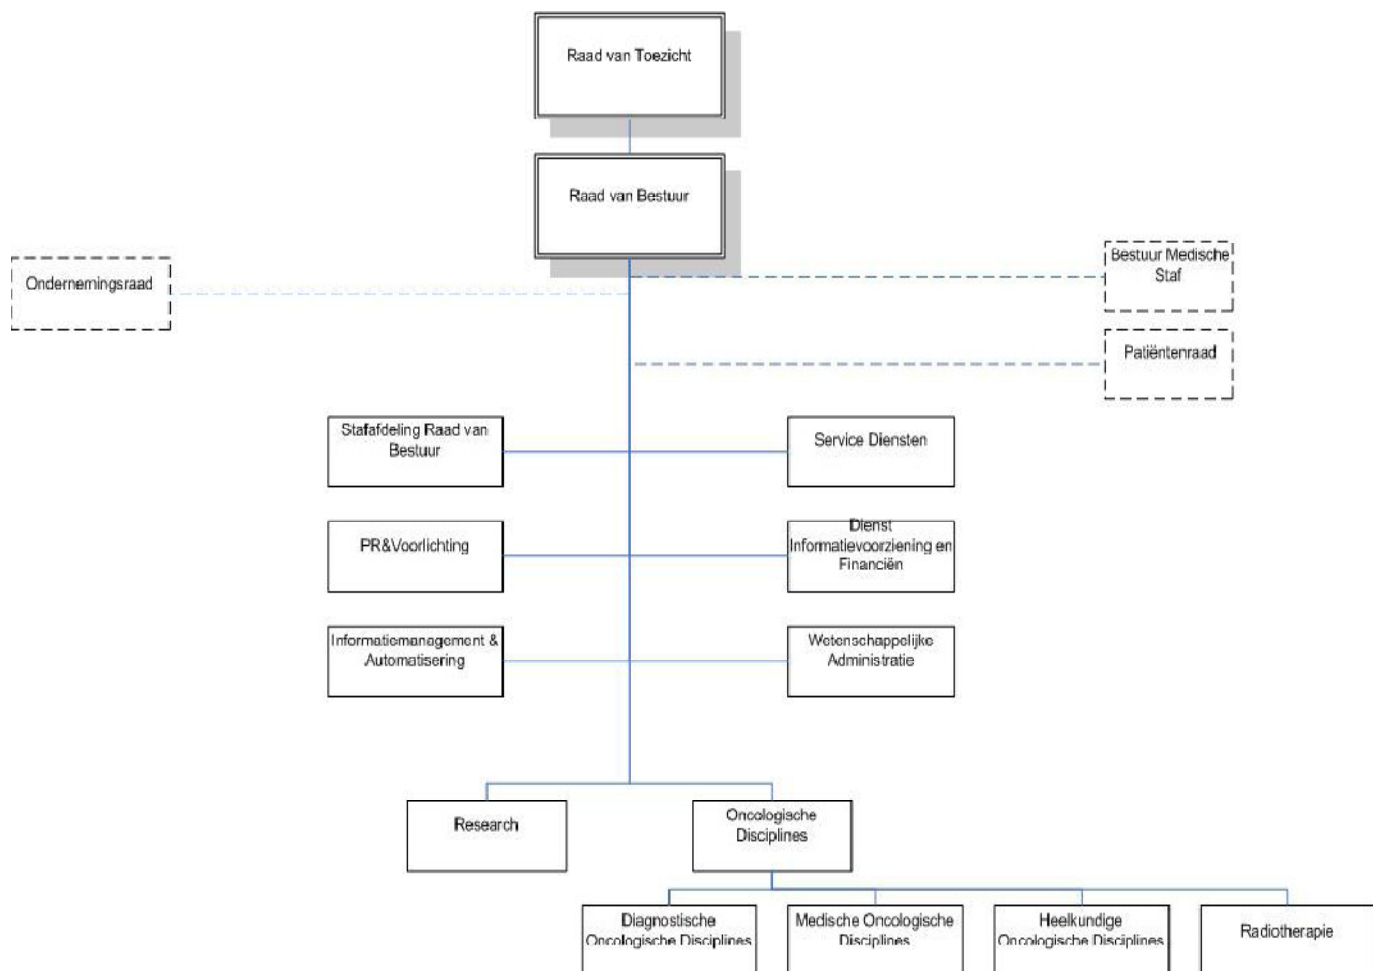 Raad van Toezicht
Raad van Bestuur
Ondernemingsraad
Bestuur Medische
Staf
Patiëntenraad
Stafafdeling Raad van
Bestuur
Service Diensten
PR&Voorlichting
Dienst
Informatievoorziening en
Financiën
Informatiemanagement &
Automatisering
Wetenschappelijke
Administratie
Research
Oncologische
Disciplines
Diagnostische
Oncologische Disciplines
Medische Oncologische
Disciplines
Heelkundige
Oncologische Disciplines
Radiotherapie